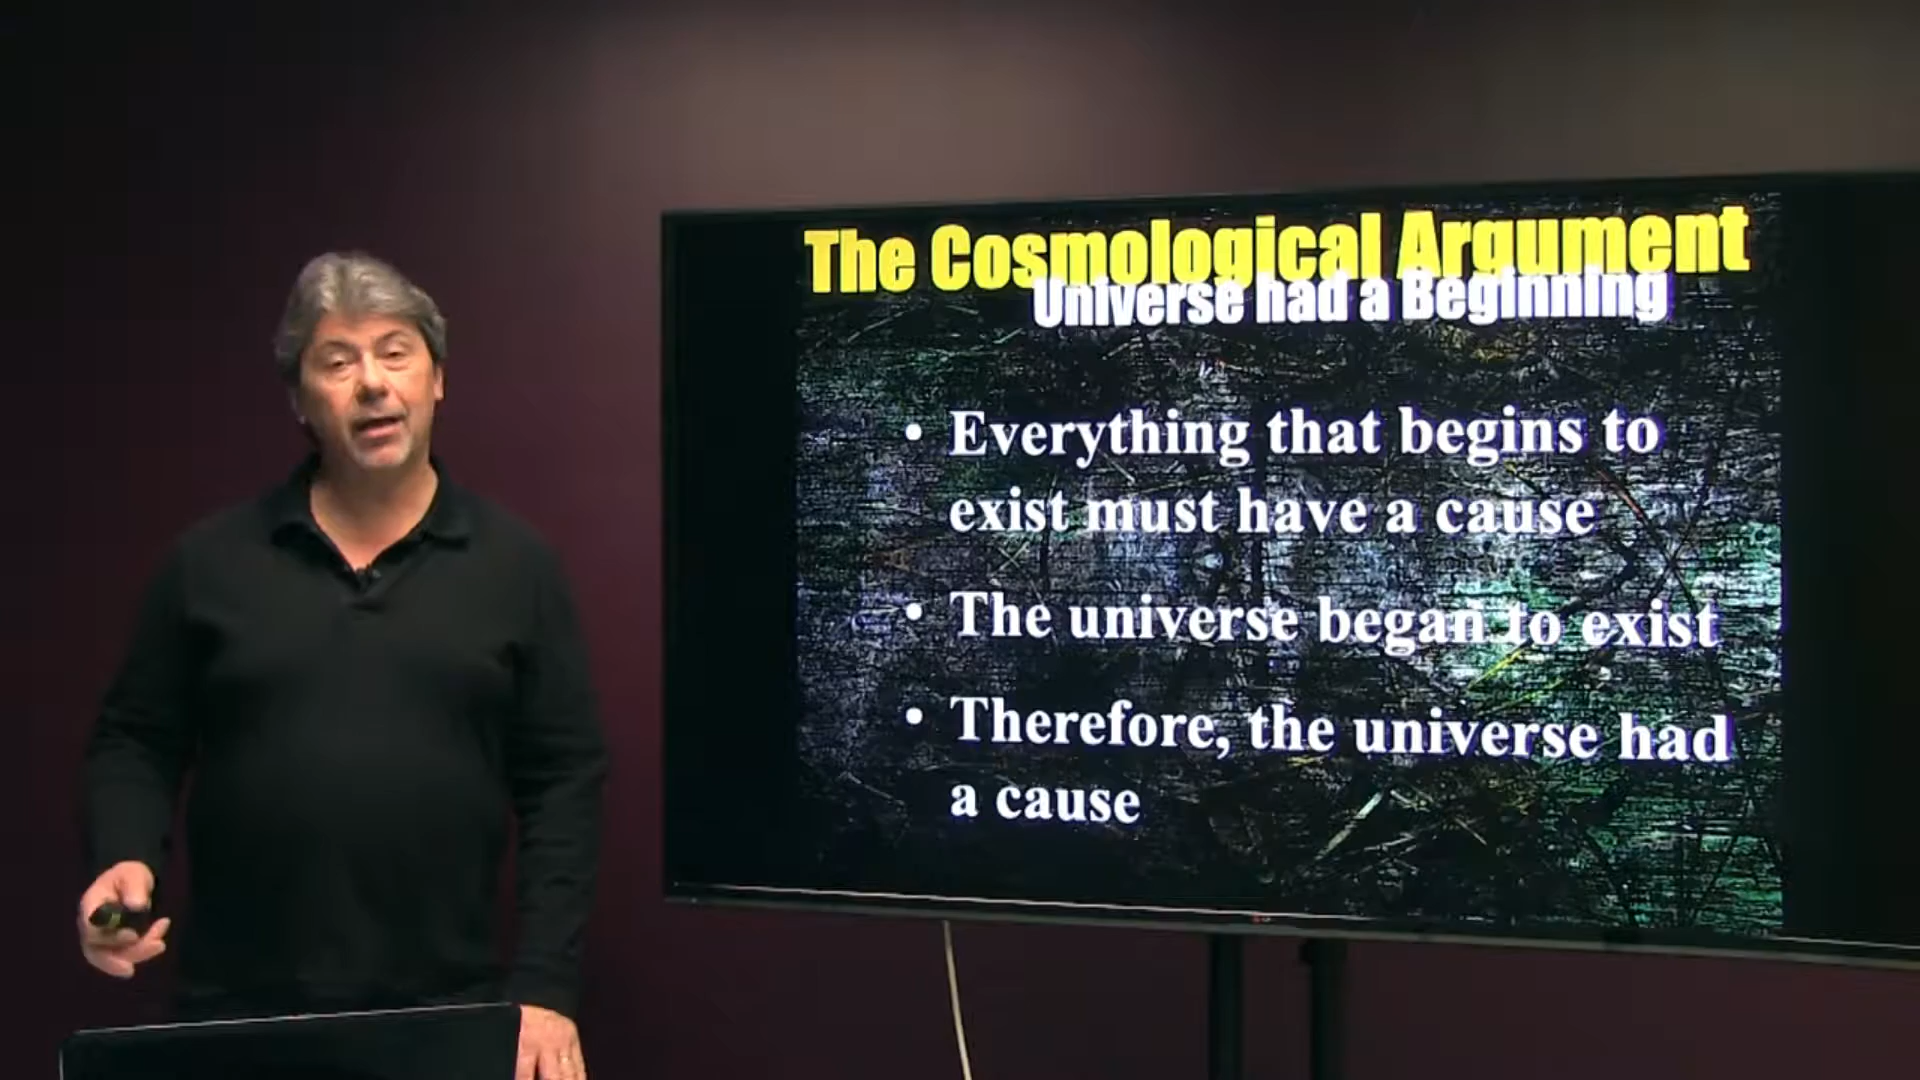 The Cosmological Argument
Universe had a Beginning
• Everything that begins to
exist must have a cause
• The universe began to exist
• Therefore, the universe had
a cause